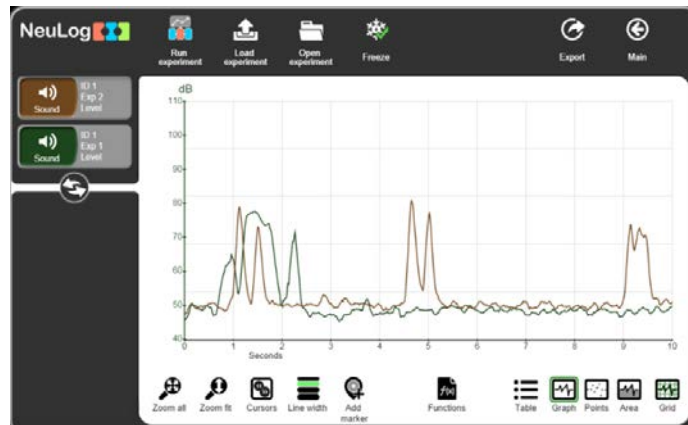 NeuLog
Run experiment
Load experiment
Open experiment
Freeze
Export
Main
Sound
ID 1
Exp 2
Level
Sound
ID 1
Exp 1
Level
dB
110
100
90
80
70
60
50
40
0 1 2 3 4 5 6 7 8 9 10
Seconds
Zoom all
Zoom fit
Cursors
Line width
Add marker
f(x)
Functions
Table
Graph
Points
Area
Grid